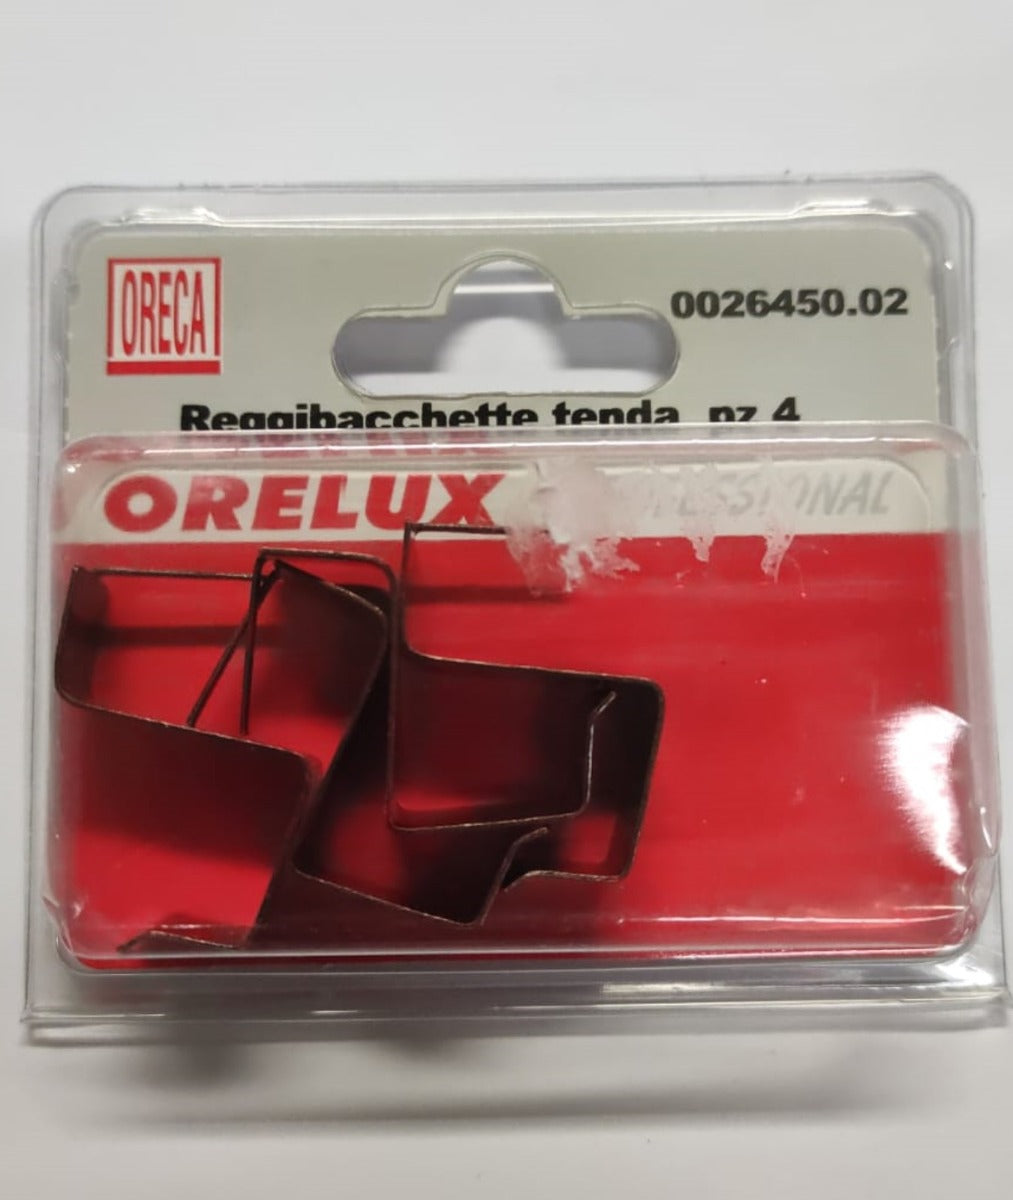 ORECA
0026450.02
Reggibacchette tenda pz 4
ORELUX